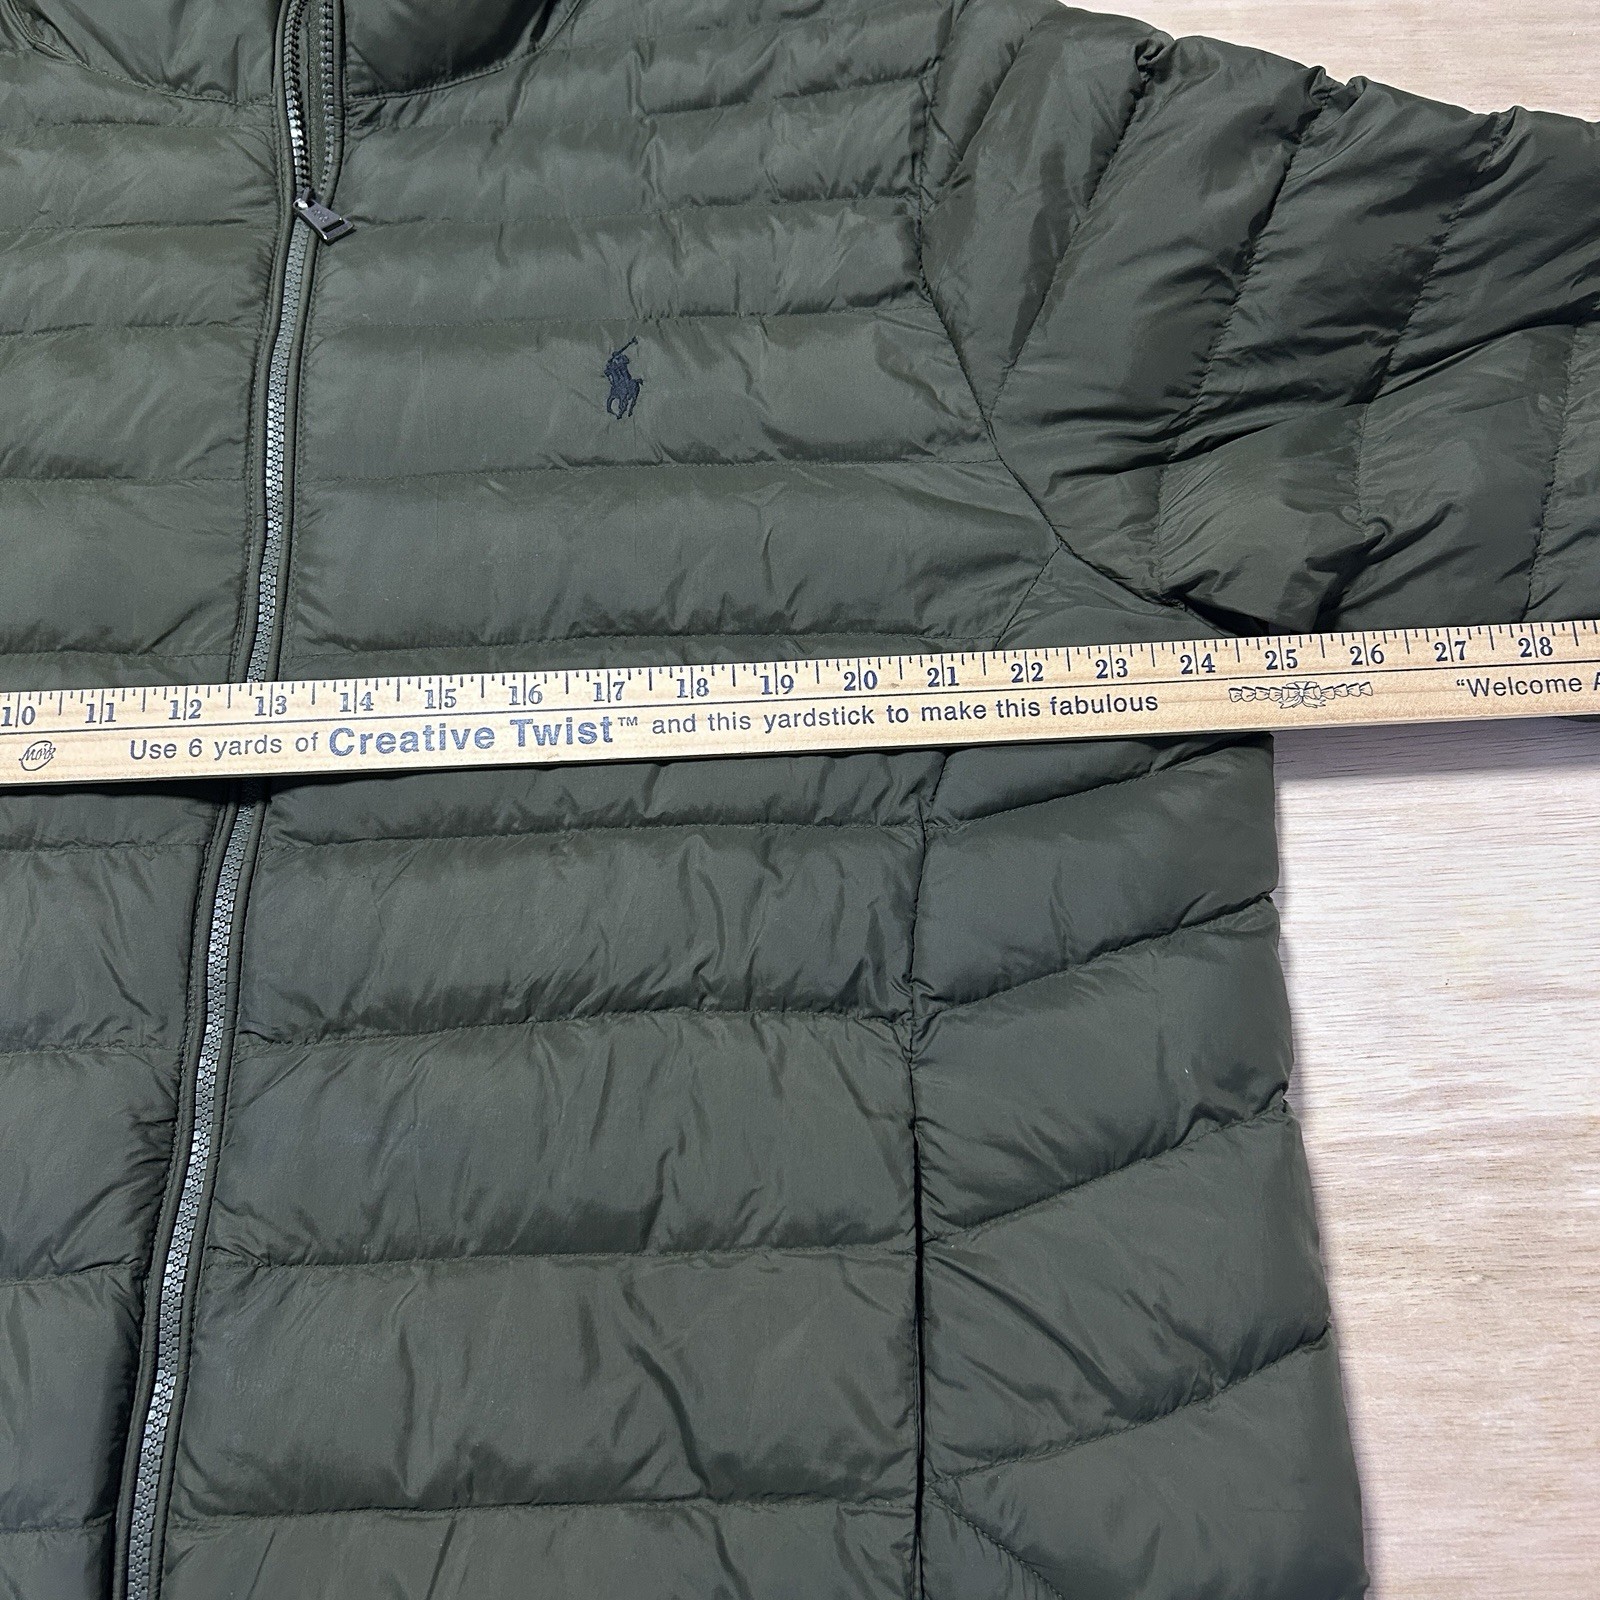 10 11 12 13 14 15 16 17 18 19 20 21 22 23 24 25 26 27 28
Use 6 yards of Creative Twist™ and this yardstick to make this fabulous "Welcome